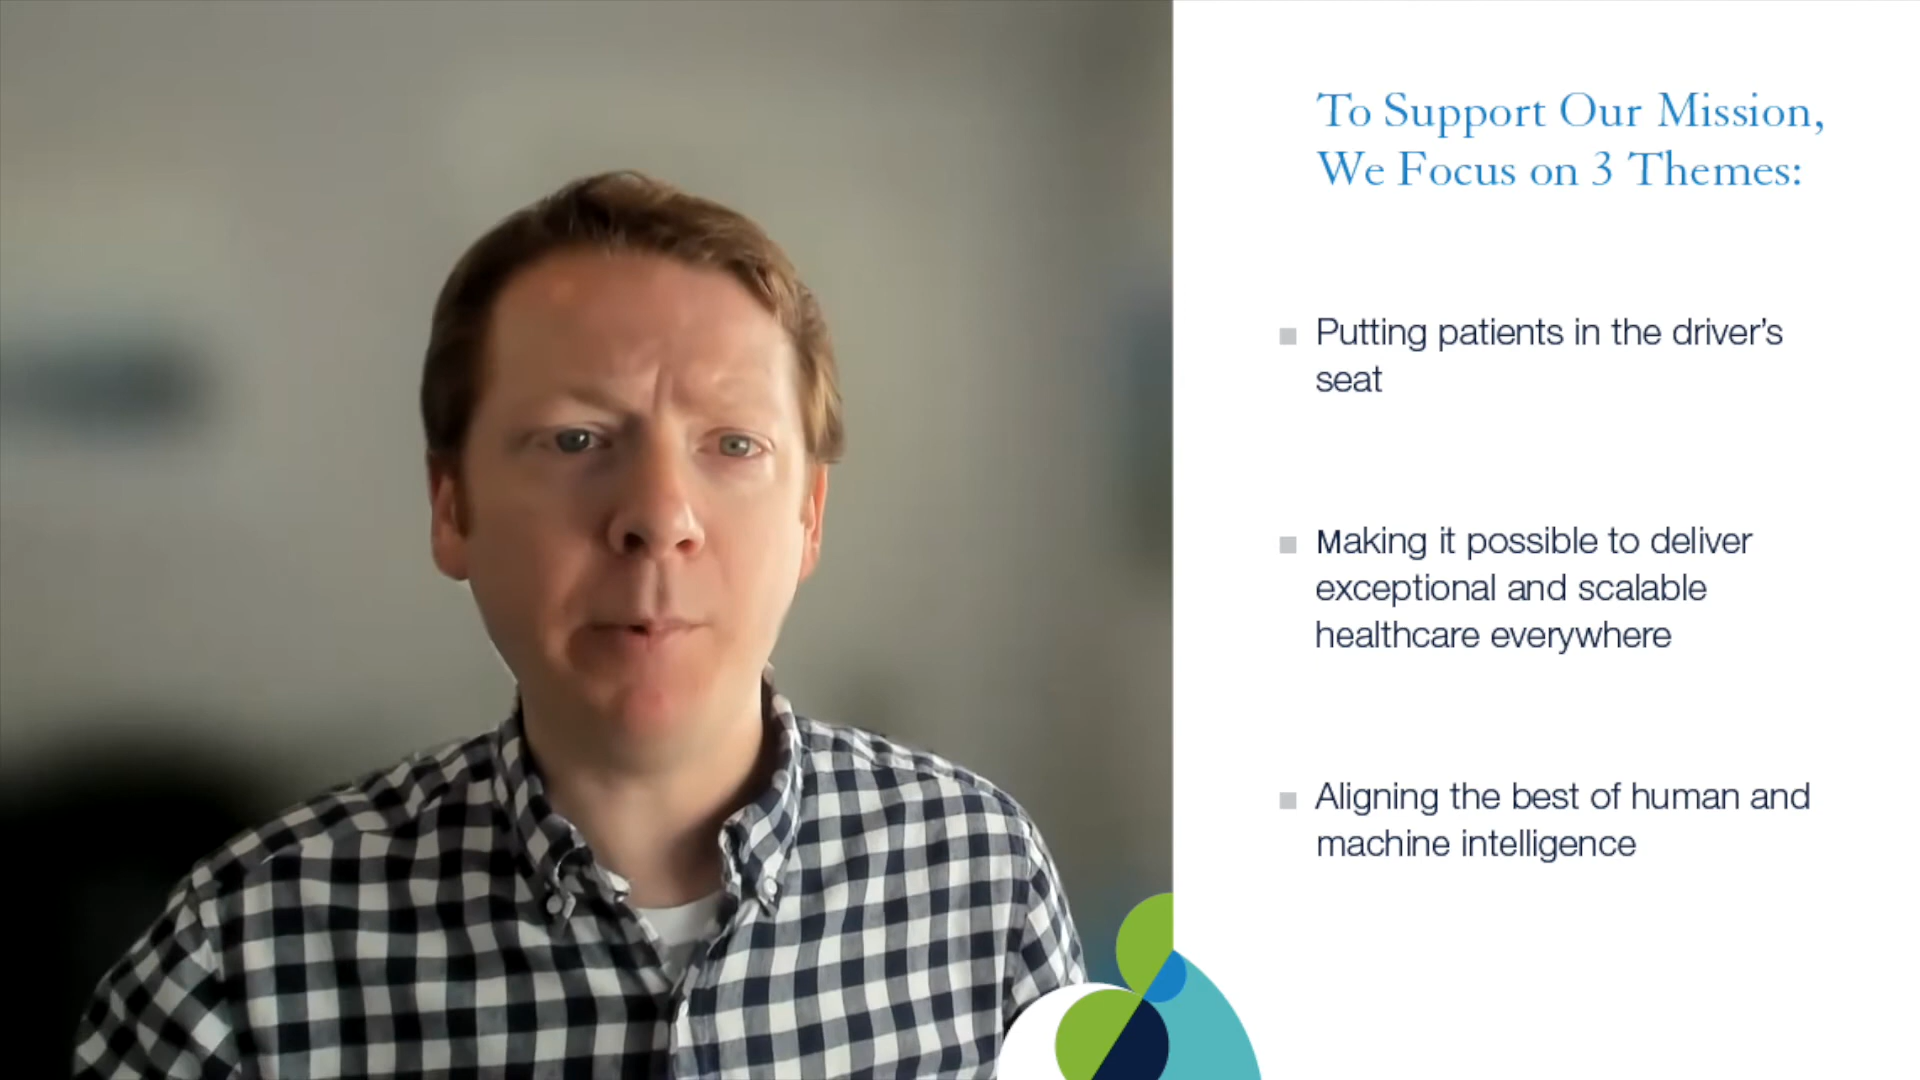 To Support Our Mission,
We Focus on 3 Themes:
Putting patients in the driver's
seat
Making it possible to deliver
exceptional and scalable
healthcare everywhere
Aligning the best of human and
machine intelligence